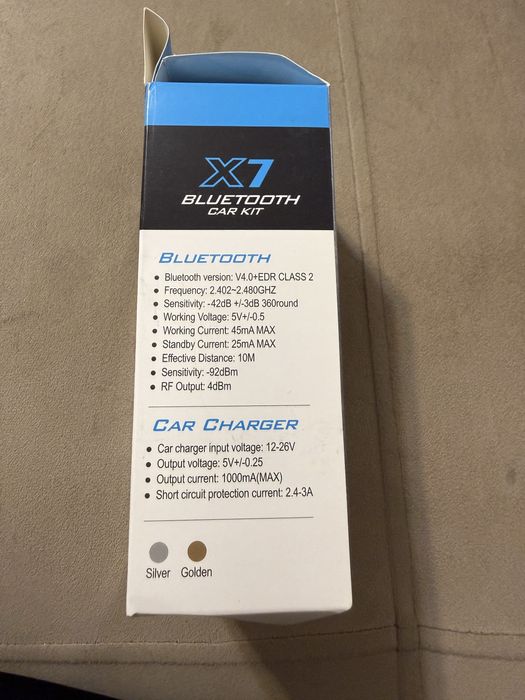 X7
BLUETOOTH
CAR KIT
BLUETOOTH
• Bluetooth version: V4.0+EDR CLASS 2
• Frequency: 2.402~2.480GHZ
• Sensitivity: -42dB +/-3dB 360round
• Working Voltage: 5V+/-0.5
• Working Current: 45mA MAX
• Standby Current: 25mA MAX
• Effective Distance: 10M
• Sensitivity: -92dBm
• RF Output: 4dBm
CAR CHARGER
• Car charger input voltage: 12-26V
• Output voltage: 5V+/-0.25
• Output current: 1000mA(MAX)
• Short circuit protection current: 2.4-3A
Silver Golden